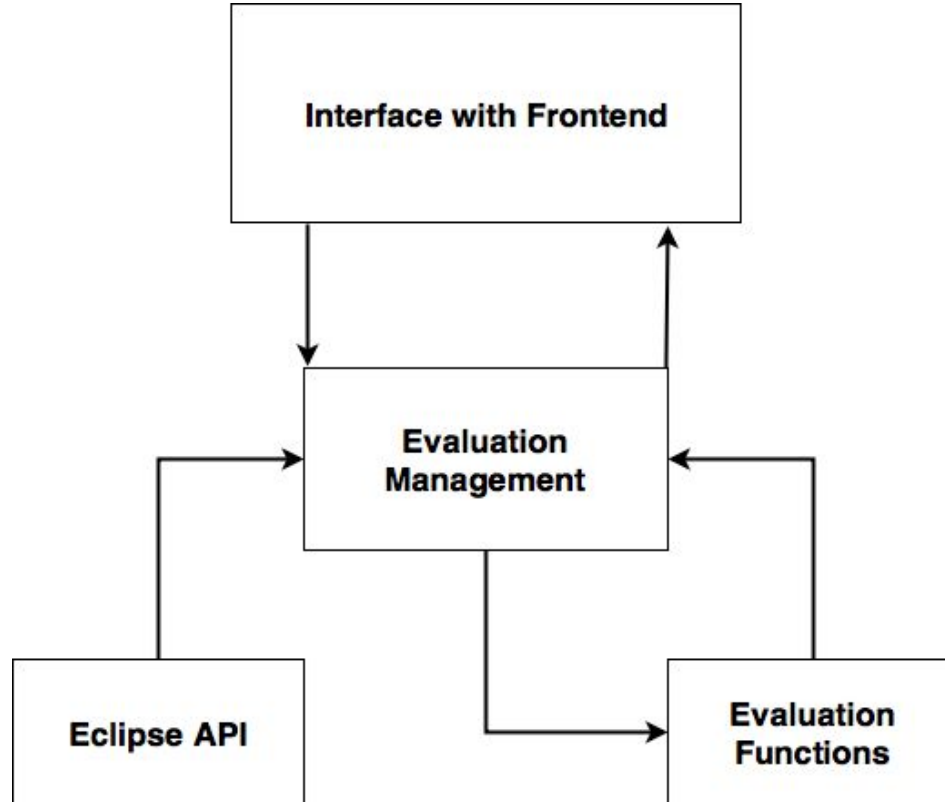 Interface with Frontend
Evaluation
Management
Eclipse API
Evaluation
Functions